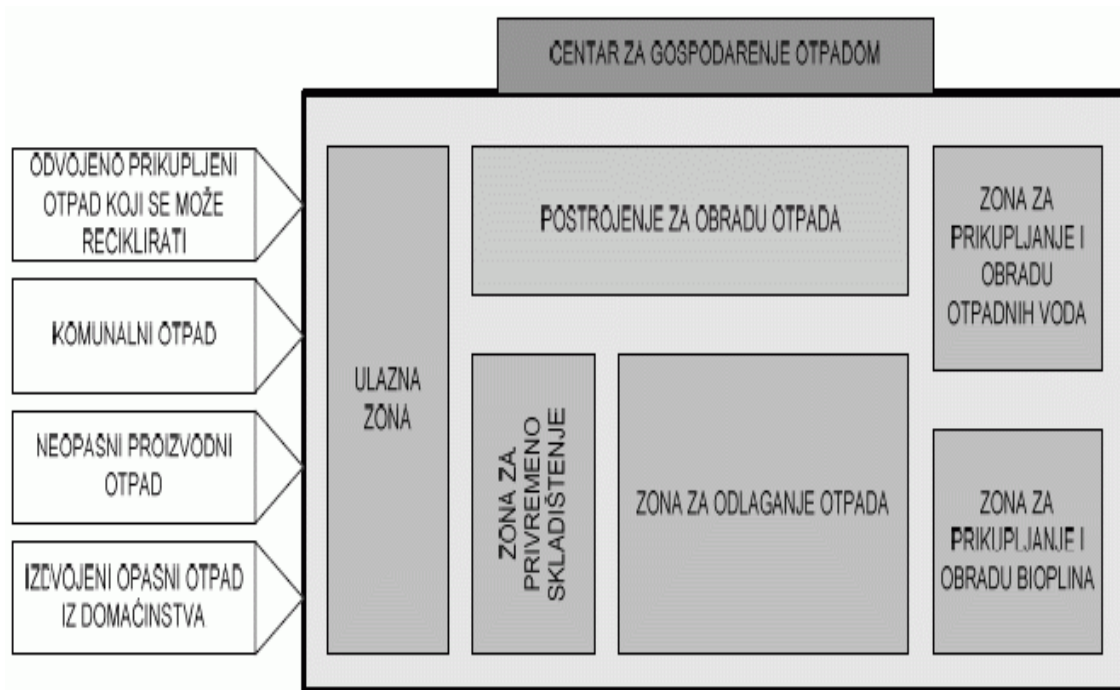 CENTAR ZA GOSPODARENJE OTPADOM
ODVOJENO PRIKUPLJENI
OTPAD KOJI SE MOŽE
RECIKLIRATI
KOMUNALNI OTPAD
NEOPASNI PROIZVODNI
OTPAD
IZDVOJENI OPASNI OTPAD
IZ DOMAĆINSTVA
ULAZNA
ZONA
POSTROJENJE ZA OBRADU OTPADA
ZONA ZA
PRIVREMENO
SKLADIŠTENJE
ZONA ZA ODLAGANJE OTPADA
ZONA ZA
PRIKUPLJANJE I
OBRADU
OTPADNIH VODA
ZONA ZA
PRIKUPLJANJE I
OBRADU BIOPLINA